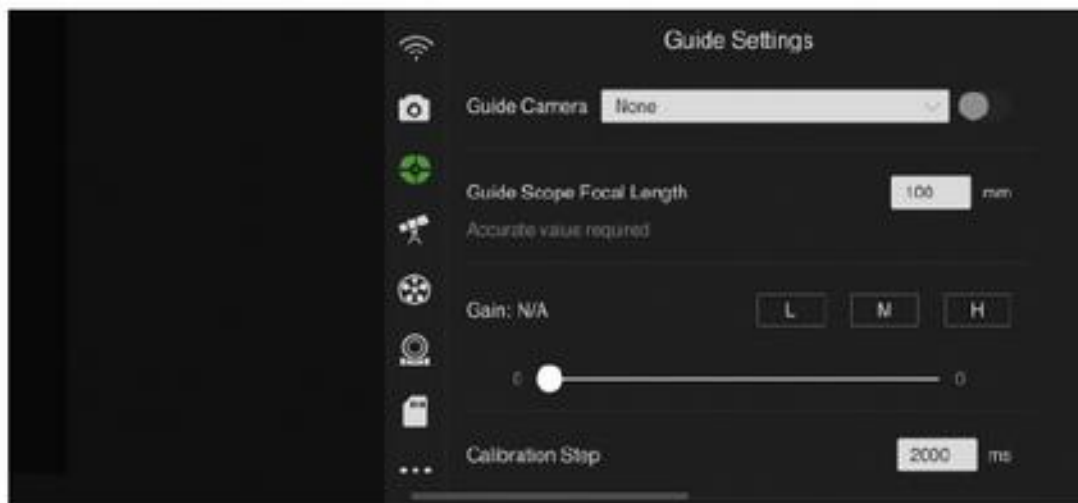 Guide Settings
Guide Camera None
Guide Scope Focal Length 100 mm
Accurate value required
Gain: N/A L M H
0 0
Calibration Step 2000 ms